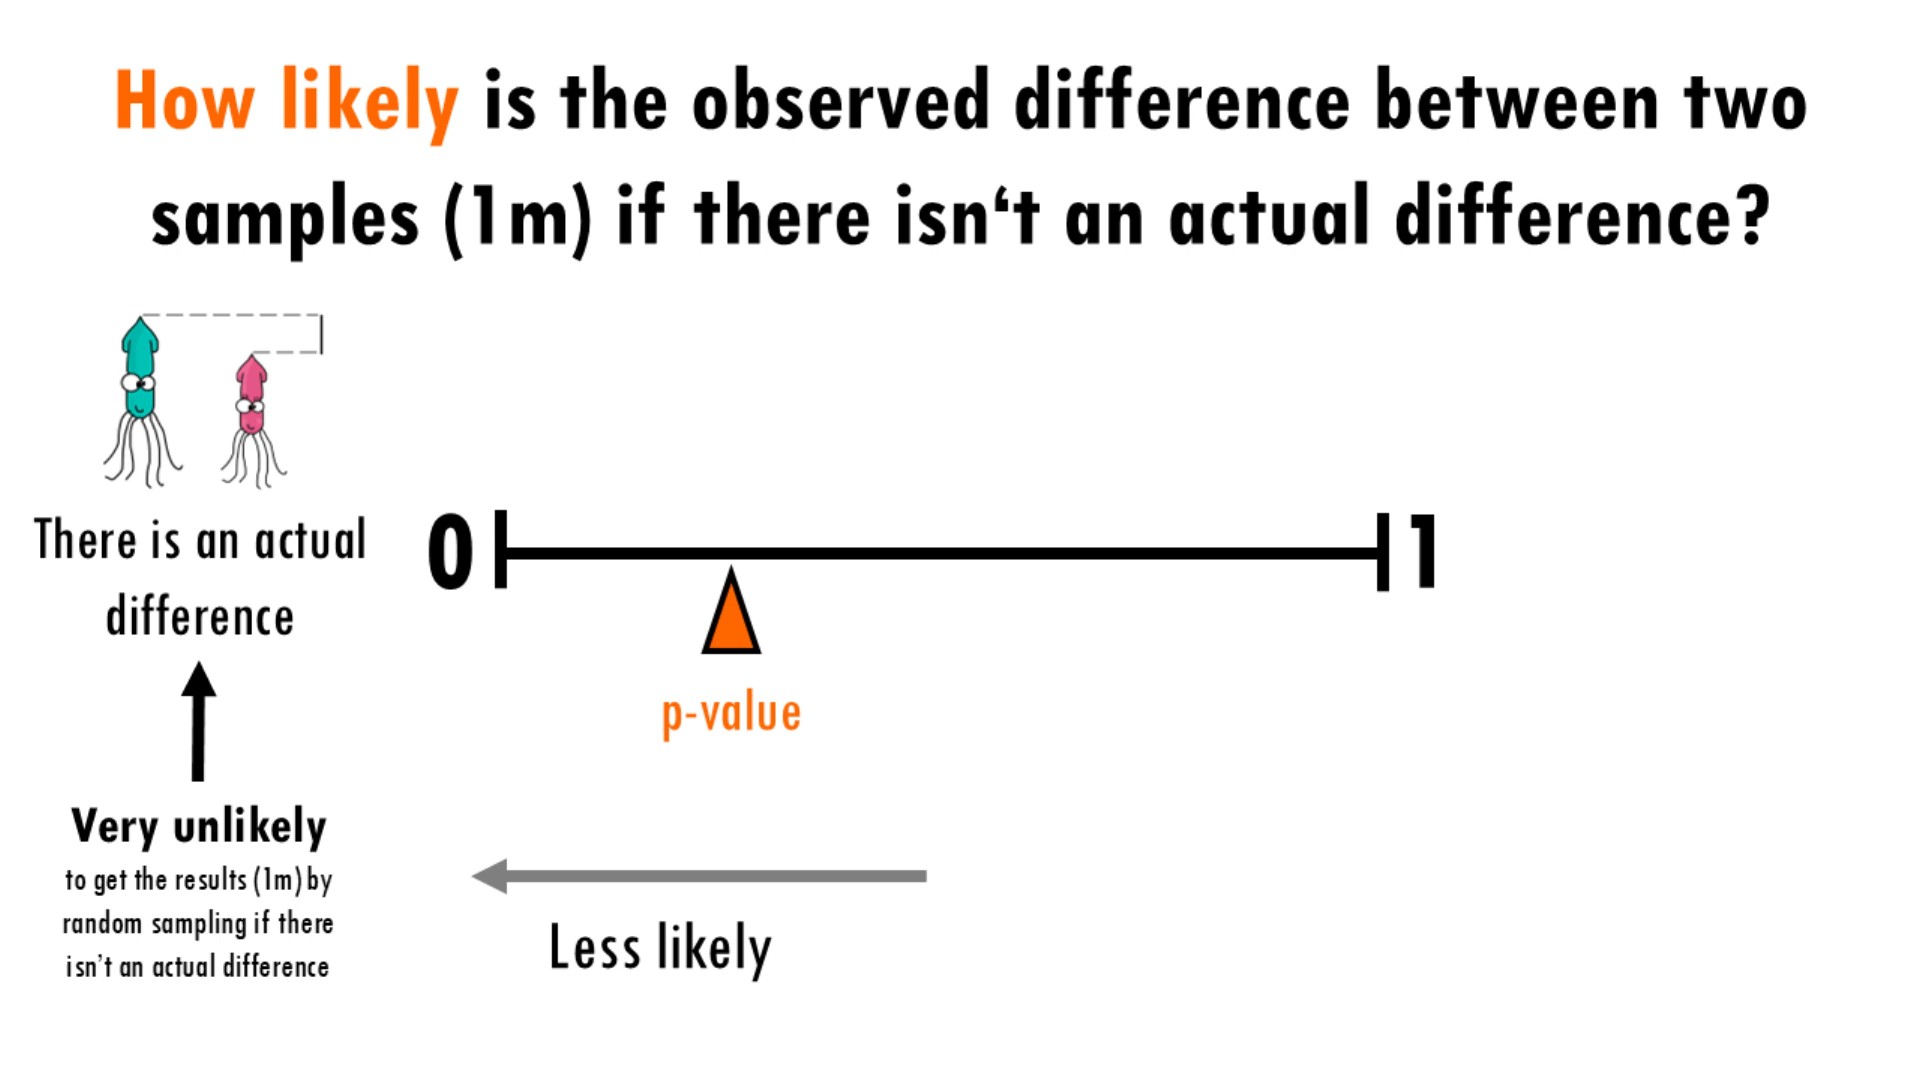 How likely is the observed difference between two
samples (1m) if there isn‘t an actual difference?
There is an actual
difference
0
1
p-value
Very unlikely
to get the results (1m) by
random sampling if there
isn’t an actual difference
Less likely